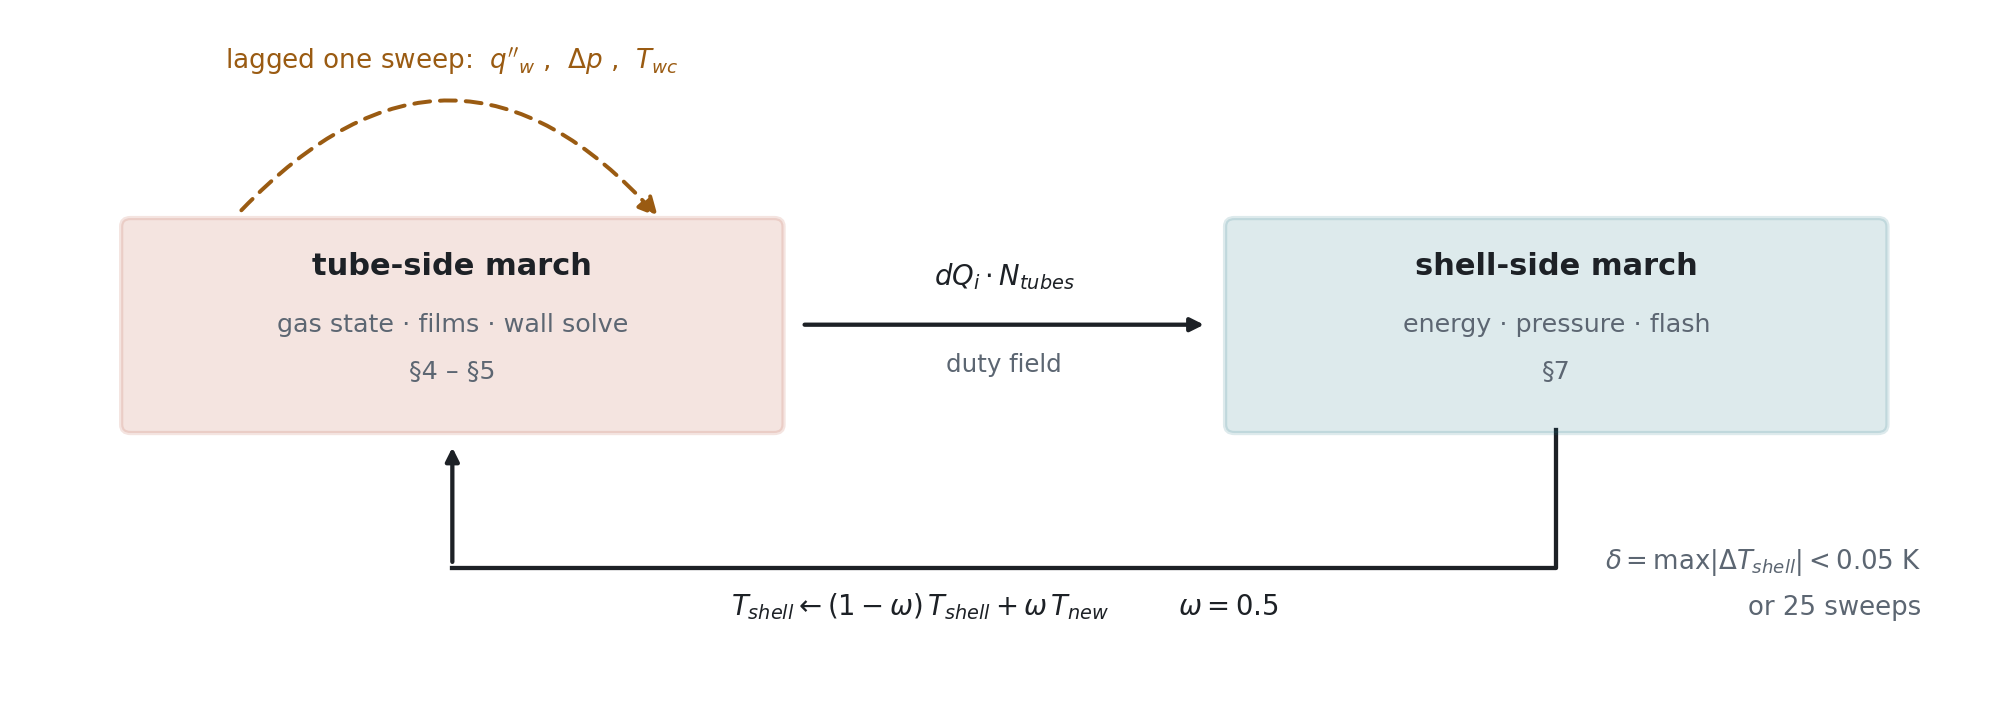 lagged one sweep: q″w , Δp , Twc
tube-side march
gas state · films · wall solve
§4 – §5
dQi · Ntubes
duty field
shell-side march
energy · pressure · flash
§7
δ = max|ΔTshell| < 0.05 K
or 25 sweeps
Tshell ← (1 − ω) Tshell + ω Tnew ω = 0.5